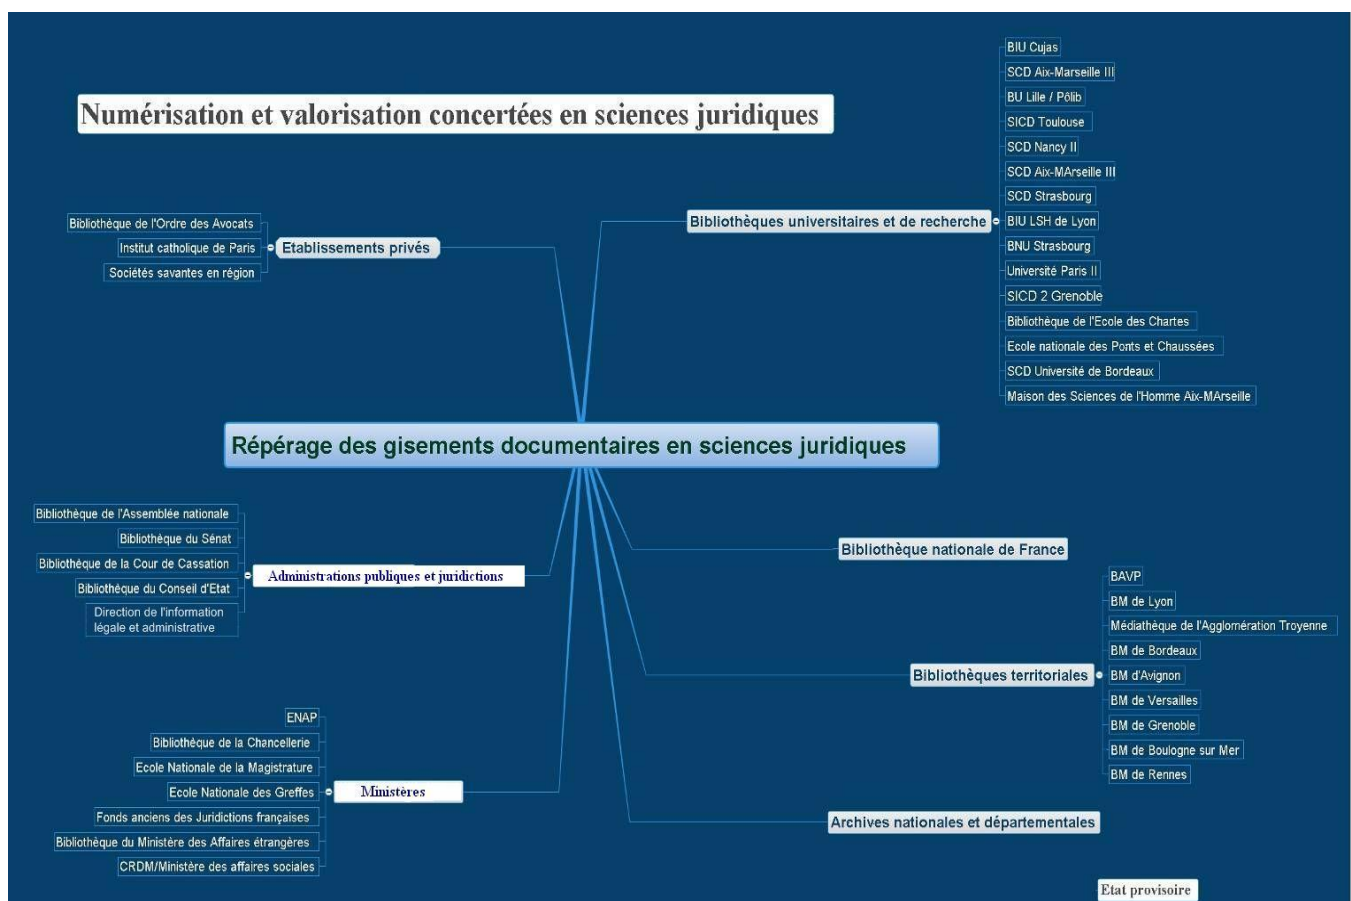 Numérisation et valorisation concertées en sciences juridiques
Bibliothèque de l'Ordre des Avocats
Institut catholique de Paris
Sociétés savantes en région
Etablissements privés
Bibliothèques universitaires et de recherche
BIU Cujas
SCD Aix-Marseille III
BU Lille / Pôlib
SICD Toulouse
SCD Nancy II
SCD Aix-MArseille III
SCD Strasbourg
BIU LSH de Lyon
BNU Strasbourg
Université Paris II
SICD 2 Grenoble
Bibliothèque de l'Ecole des Chartes
Ecole nationale des Ponts et Chaussées
SCD Université de Bordeaux
Maison des Sciences de l'Homme Aix-MArseille
Répérage des gisements documentaires en sciences juridiques
Bibliothèque de l'Assemblée nationale
Bibliothèque du Sénat
Bibliothèque de la Cour de Cassation
Bibliothèque du Conseil d'Etat
Direction de l'information
légale et administrative
Administrations publiques et juridictions
Bibliothèque nationale de France
Bibliothèques territoriales
BAVP
BM de Lyon
Médiathèque de l'Agglomération Troyenne
BM de Bordeaux
BM d'Avignon
BM de Versailles
BM de Grenoble
BM de Boulogne sur Mer
BM de Rennes
ENAP
Bibliothèque de la Chancellerie
Ecole Nationale de la Magistrature
Ecole Nationale des Greffes
Fonds anciens des Juridictions françaises
Bibliothèque du Ministère des Affaires étrangères
CRDM/Ministère des affaires sociales
Ministères
Archives nationales et départementales
Etat provisoire